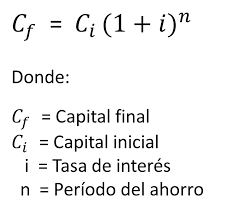 C_f = C_i (1 + i)^n
Donde:
C_f = Capital final
C_i = Capital inicial
i = Tasa de interés
n = Período del ahorro